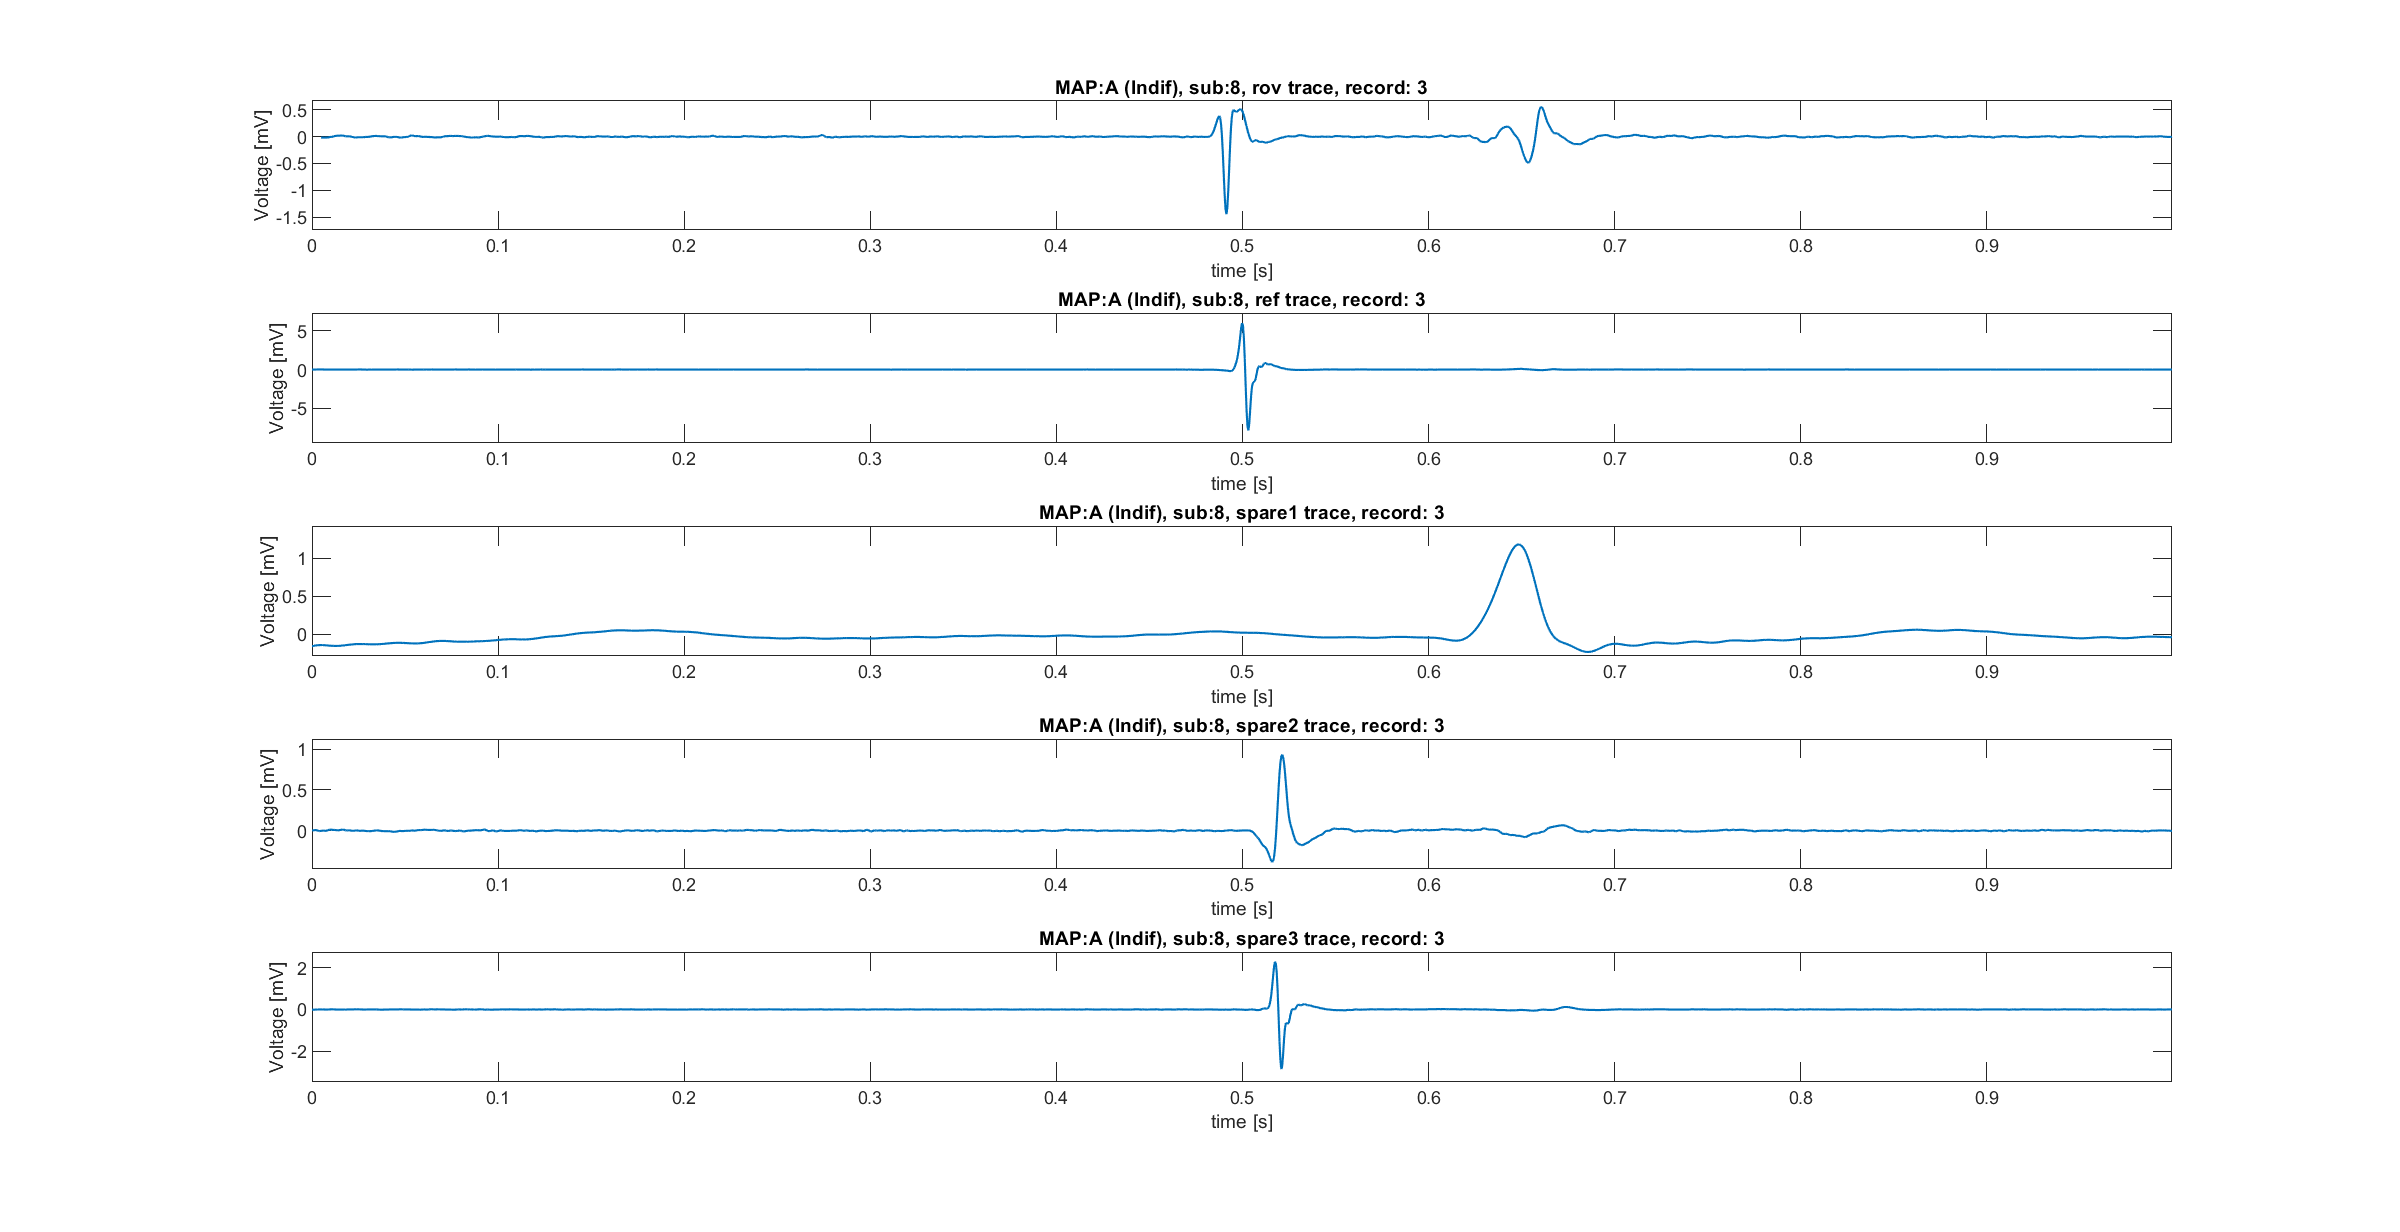 MAP:A (Indif), sub:8, rov trace, record: 3
Voltage [mV]
0.5
0
-0.5
-1
-1.5
0 0.1 0.2 0.3 0.4 0.5 0.6 0.7 0.8 0.9
time [s]
MAP:A (Indif), sub:8, ref trace, record: 3
Voltage [mV]
5
0
-5
0 0.1 0.2 0.3 0.4 0.5 0.6 0.7 0.8 0.9
time [s]
MAP:A (Indif), sub:8, spare1 trace, record: 3
Voltage [mV]
1
0.5
0
0 0.1 0.2 0.3 0.4 0.5 0.6 0.7 0.8 0.9
time [s]
MAP:A (Indif), sub:8, spare2 trace, record: 3
Voltage [mV]
1
0.5
0
0 0.1 0.2 0.3 0.4 0.5 0.6 0.7 0.8 0.9
time [s]
MAP:A (Indif), sub:8, spare3 trace, record: 3
Voltage [mV]
2
0
-2
0 0.1 0.2 0.3 0.4 0.5 0.6 0.7 0.8 0.9
time [s]